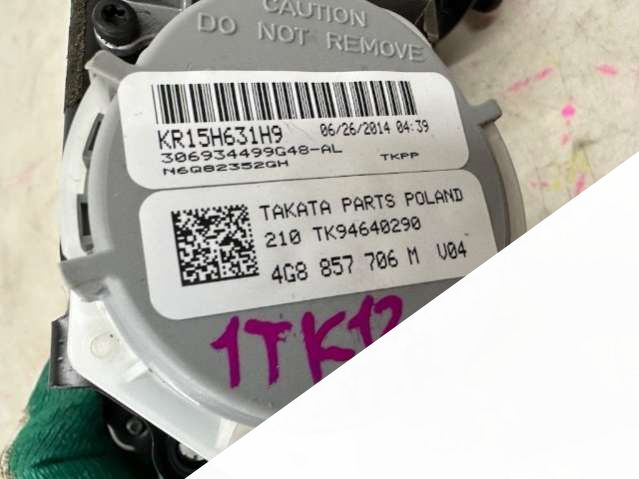 CAUTION
DO NOT REMOVE
KR15H631H9 06/26/2014 04:39
306934499G48-AL TKPP
N6Q82352GH
TAKATA PARTS POLAND
210 TK94640290
4G8 857 706 M V04
1TK12